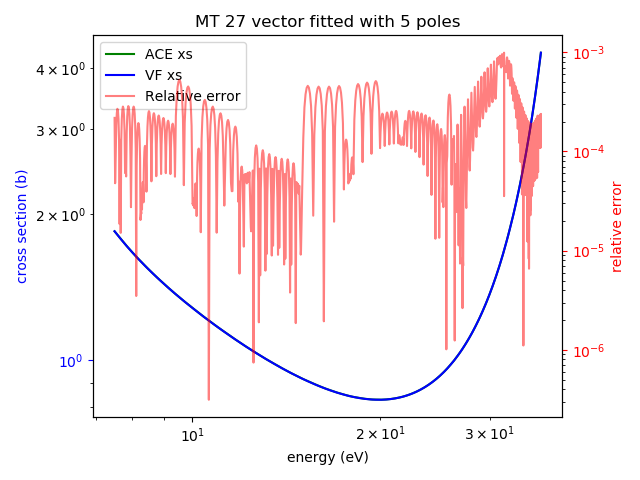 MT 27 vector fitted with 5 poles
ACE xs
VF xs
Relative error
cross section (b)
4 × 10⁰
3 × 10⁰
2 × 10⁰
10⁰
10⁻³
10⁻⁴
10⁻⁵
10⁻⁶
relative error
10¹
2 × 10¹
3 × 10¹
energy (eV)